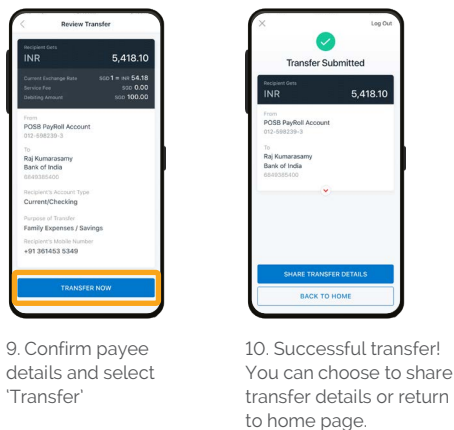 Review Transfer
Recipient Gets
INR 5,418.10
Current Exchange Rate SGD 1 = INR 54.18
Service Fee SGD 0.00
Debiting Amount SGD 100.00
From
POSB PayRoll Account
012-698239-3
To
Raj Kumarasamy
Bank of India
6849385400
Recipient's Account Type
Current/Checking
Purpose of Transfer
Family Expenses / Savings
Recipient's Mobile Number
+91 361453 5349
TRANSFER NOW
9. Confirm payee
details and select
'Transfer'
Log Out
Transfer Submitted
Recipient Gets
INR 5,418.10
From
POSB PayRoll Account
012-698239-3
To
Raj Kumarasamy
Bank of India
6849385400
SHARE TRANSFER DETAILS
BACK TO HOME
10. Successful transfer!
You can choose to share
transfer details or return
to home page.